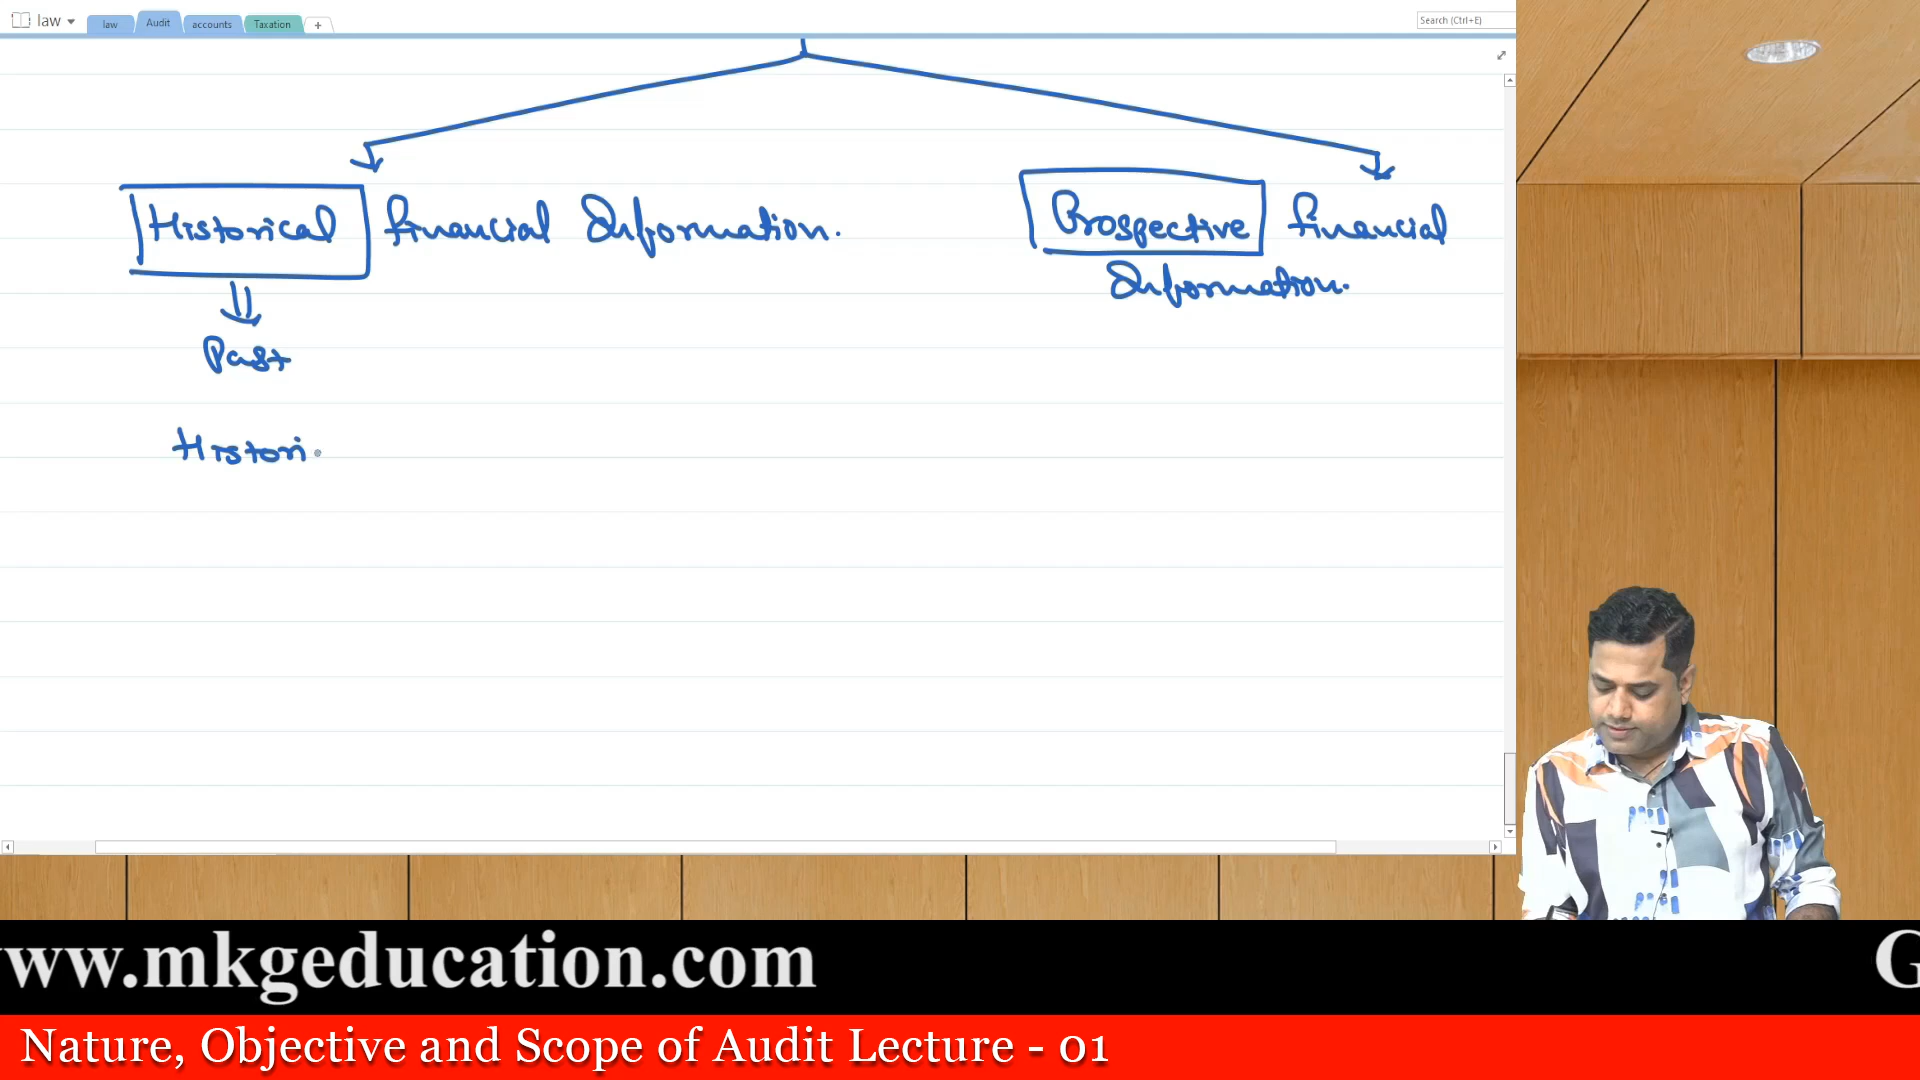 law
law Audit accounts Taxation +
Search (Ctrl+E)
Historical Financial Information.
Prospective Financial
Information.
Past
Histori
www.mkgeducation.com
G
Nature, Objective and Scope of Audit Lecture - 01